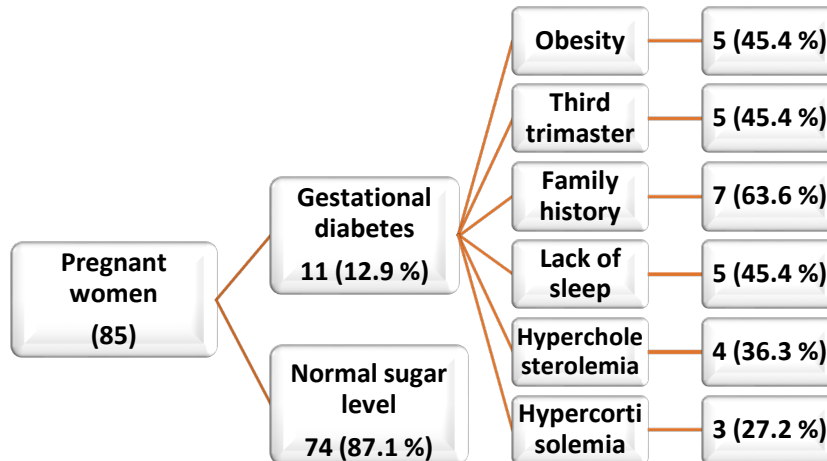 Pregnant
women
(85)
Gestational
diabetes
11 (12.9 %)
Normal sugar
level
74 (87.1 %)
Obesity
5 (45.4 %)
Third
trimaster
5 (45.4 %)
Family
history
7 (63.6 %)
Lack of
sleep
5 (45.4 %)
Hyperchole
sterolemia
4 (36.3 %)
Hypercorti
solemia
3 (27.2 %)